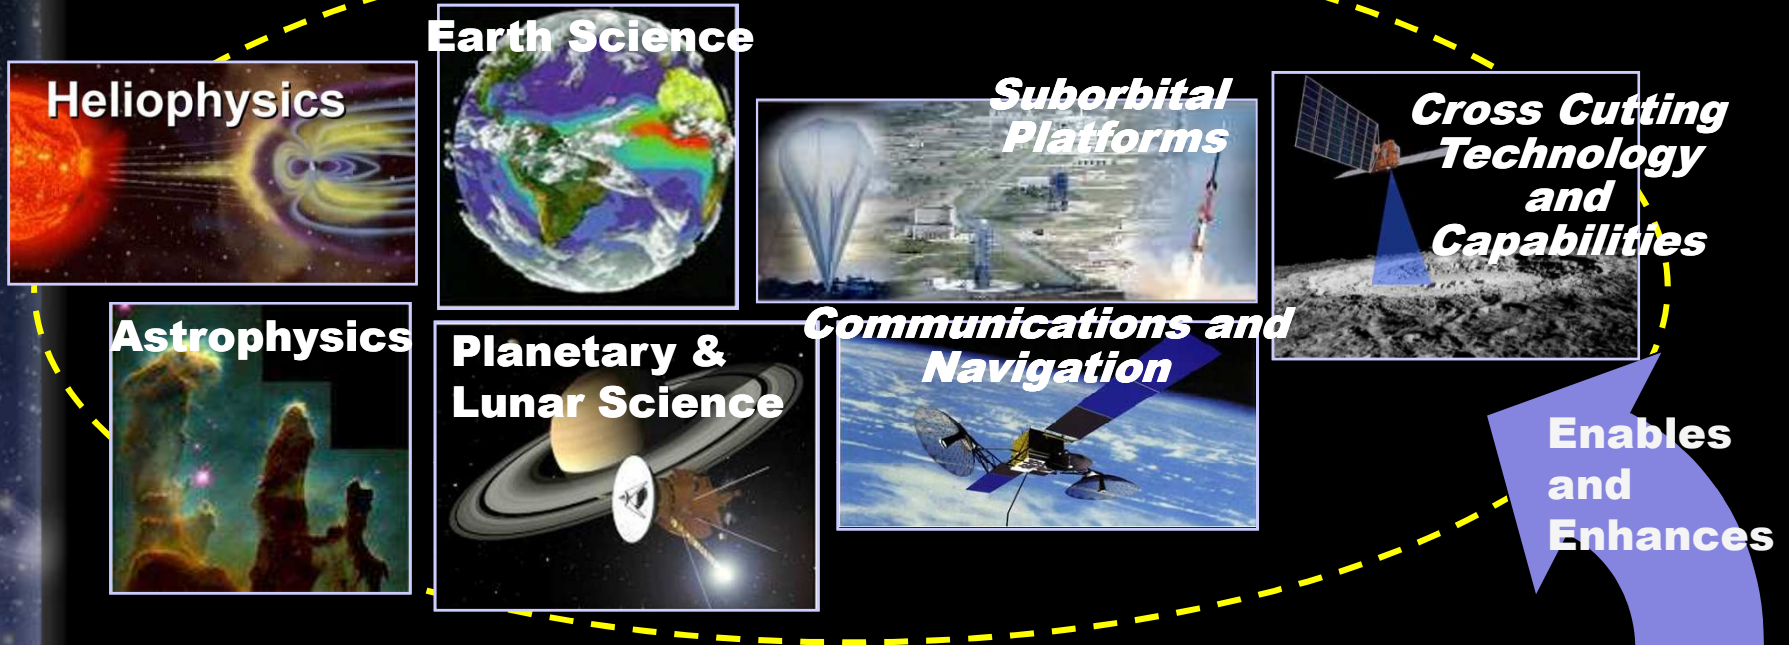 Heliophysics
Earth Science
Suborbital
Platforms
Cross Cutting
Technology
and
Capabilities
Astrophysics
Planetary &
Lunar Science
Communications and
Navigation
Enables
and
Enhances